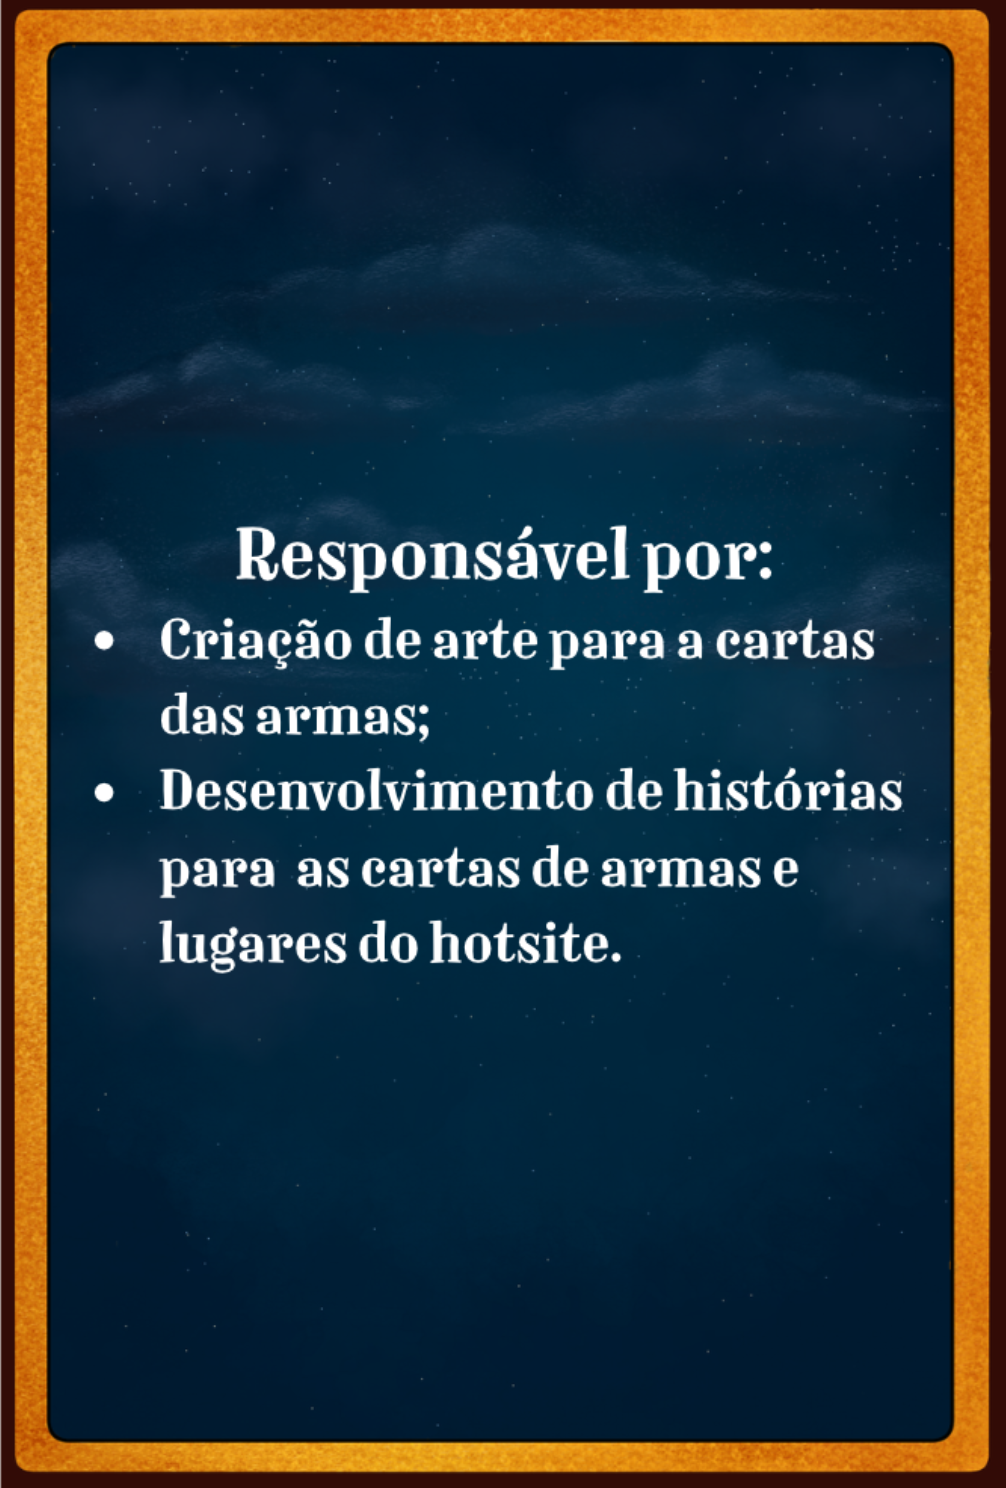 Responsável por:
• Criação de arte para a cartas
das armas;
• Desenvolvimento de histórias
para  as cartas de armas e
lugares do hotsite.